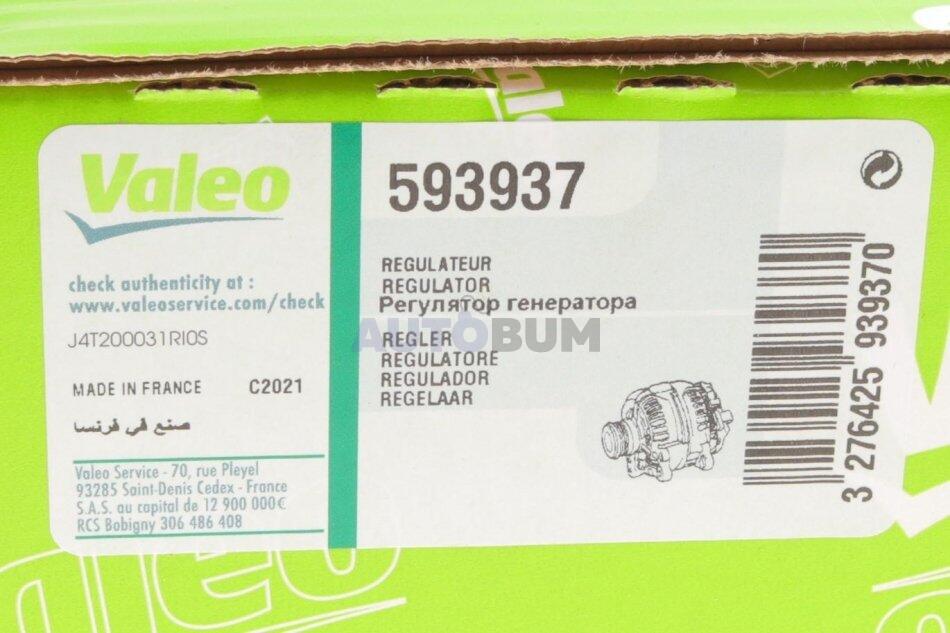 Valeo
593937
check authenticity at :
www.valeoservice.com/check
J4T200031RI0S
MADE IN FRANCE C2021
صنع في فرنسا
Valeo Service - 70, rue Pleyel
93285 Saint-Denis Cedex - France
S.A.S. au capital de 12 900 000€
RCS Bobigny 306 486 408
REGULATEUR
REGULATOR
Регулятор генератора
REGLER
REGULATORE
REGULADOR
REGELAAR
AUTOBUM
3 276425 939370